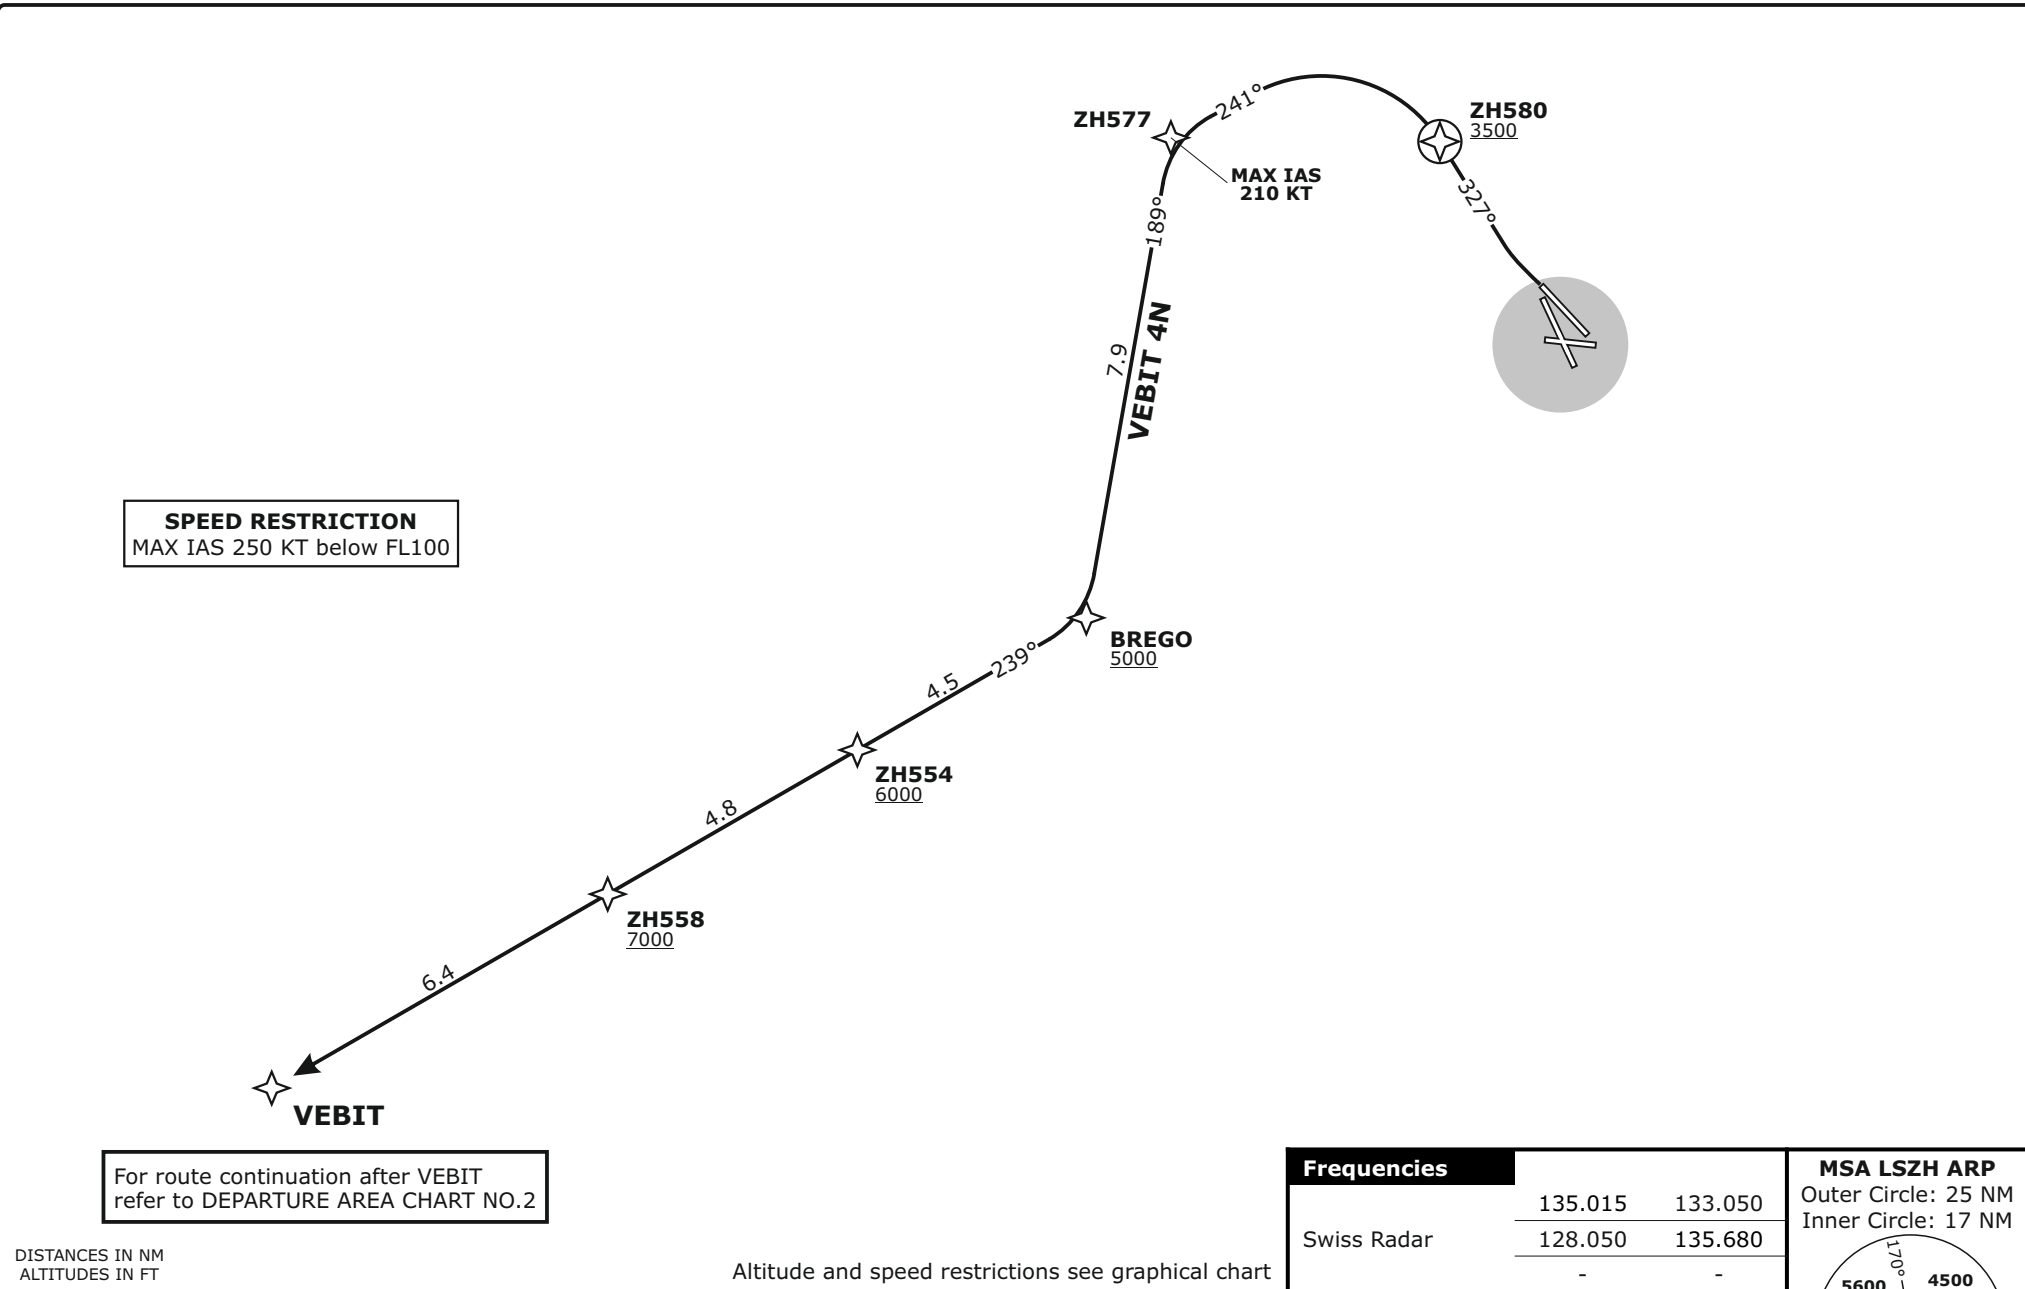 ZH577
241°
ZH580
3500
MAX IAS
210 KT
327°
189°
7.9
VEBIT 4N
SPEED RESTRICTION
MAX IAS 250 KT below FL100
BREGO
5000
239°
4.5
ZH554
6000
4.8
ZH558
7000
6.4
VEBIT
For route continuation after VEBIT
refer to DEPARTURE AREA CHART NO.2
DISTANCES IN NM
ALTITUDES IN FT
Altitude and speed restrictions see graphical chart
Frequencies
135.015 133.050
Swiss Radar 128.050 135.680
- -
MSA LSZH ARP
Outer Circle: 25 NM
Inner Circle: 17 NM
170°
5600 4500